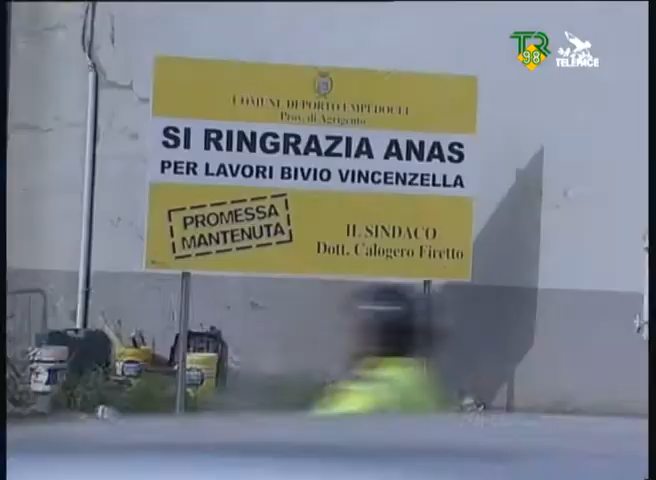 TR
98
TELEPACE
COMUNE DI PORTO EMPEDOCLE
Prov. di Agrigento
SI RINGRAZIA ANAS
PER LAVORI BIVIO VINCENZELLA
PROMESSA
MANTENUTA
IL SINDACO
Dott. Calogero Firetto